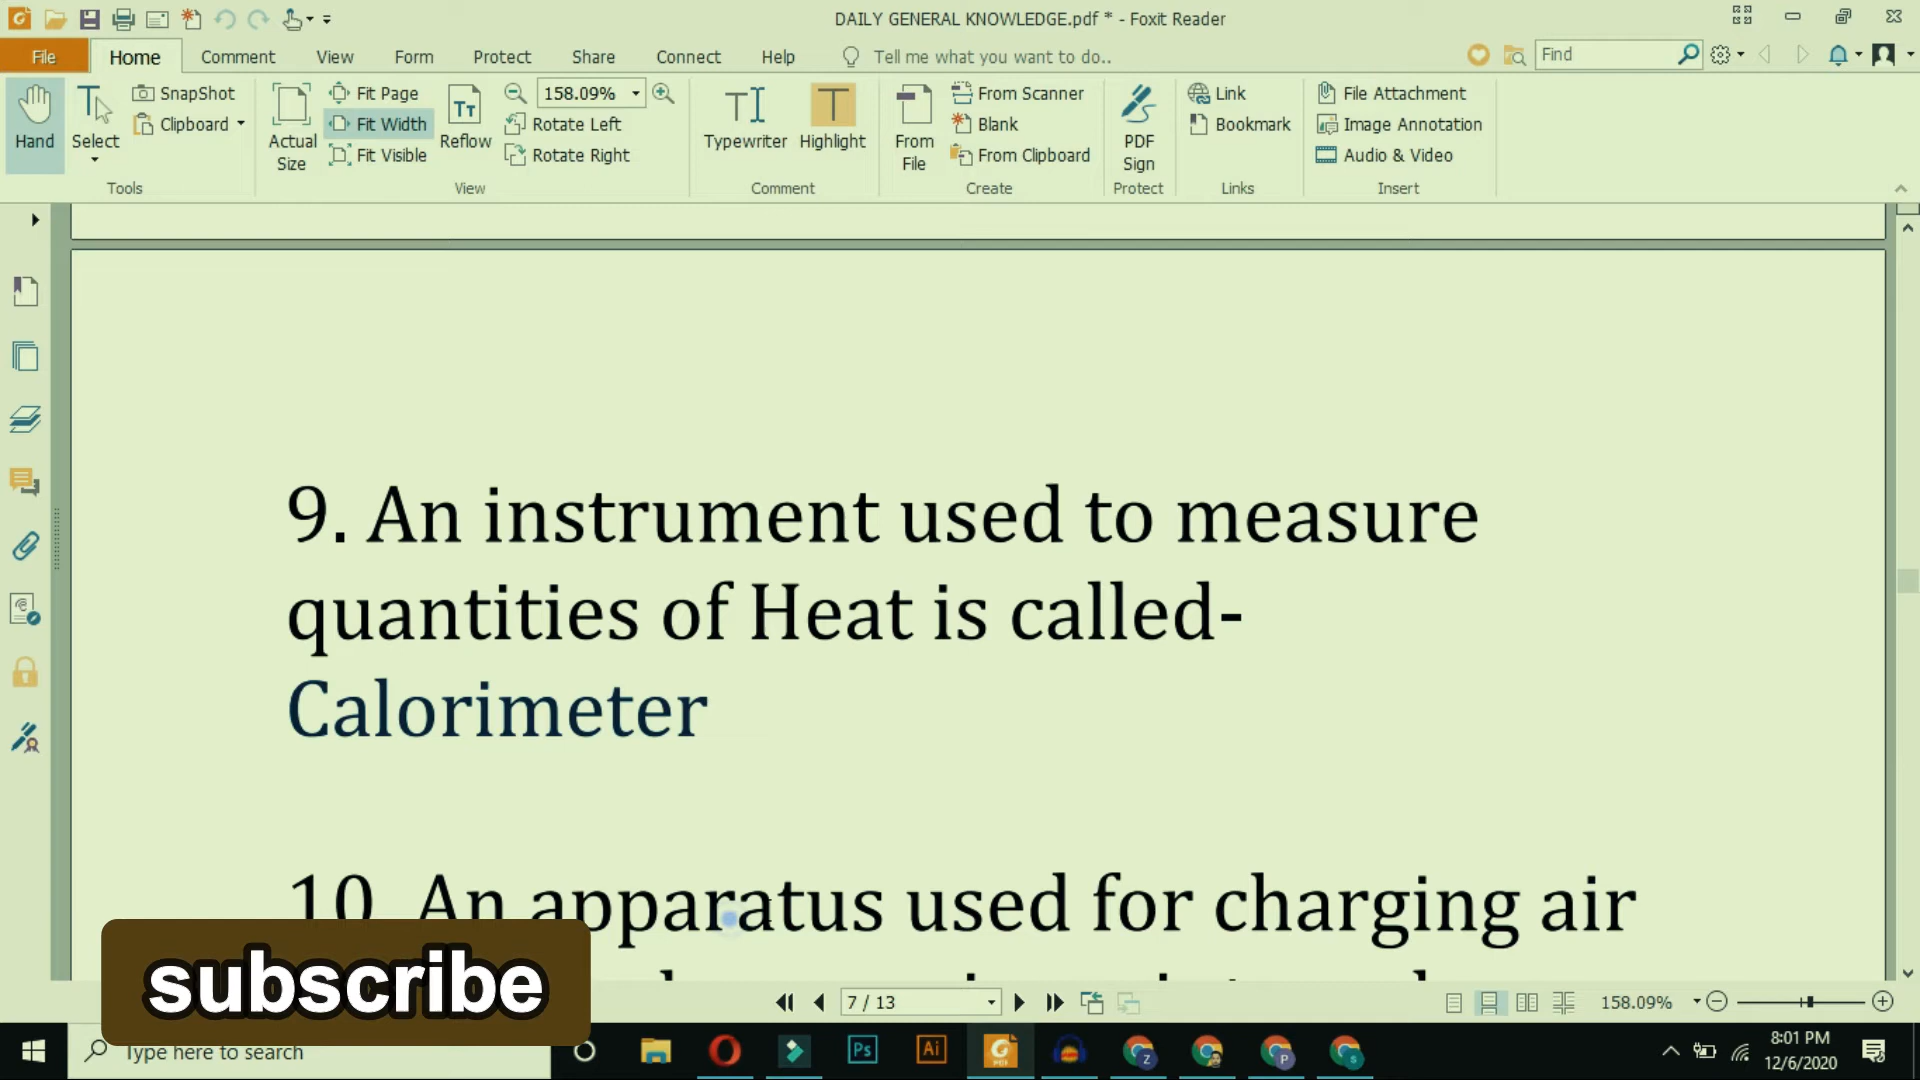 DAILY GENERAL KNOWLEDGE.pdf * - Foxit Reader
File Home Comment View Form Protect Share Connect Help Tell me what you want to do.. Find
Hand
Select
SnapShot
Clipboard
Tools
Actual Size
Fit Page
Fit Width
Fit Visible
Reflow
158.09%
Rotate Left
Rotate Right
View
Typewriter
Highlight
Comment
From File
From Scanner
Blank
From Clipboard
Create
PDF Sign
Protect
Link
Bookmark
Links
File Attachment
Image Annotation
Audio & Video
Insert
9. An instrument used to measure
quantities of Heat is called-
Calorimeter
10. An apparatus used for charging air
subscribe
7 / 13
158.09%
Type here to search
Ps
Ai
8:01 PM
12/6/2020